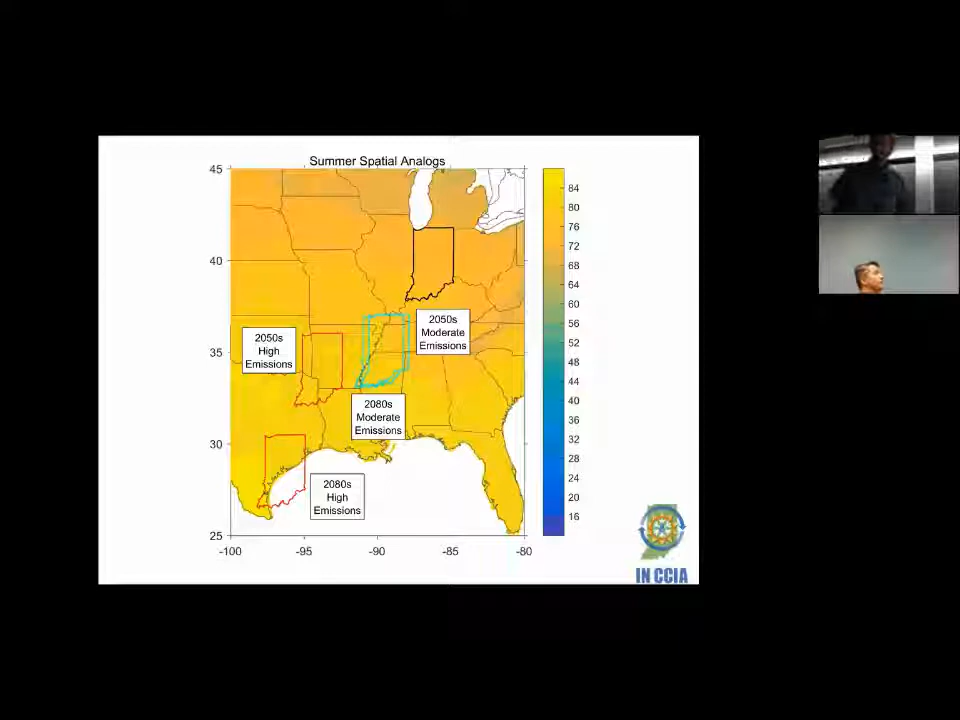 Summer Spatial Analogs
45
40
35
30
25
-100
-95
-90
-85
-80
2050s
High
Emissions
2050s
Moderate
Emissions
2080s
Moderate
Emissions
2080s
High
Emissions
84
80
76
72
68
64
60
56
52
48
44
40
36
32
28
24
20
16
IN CCIA